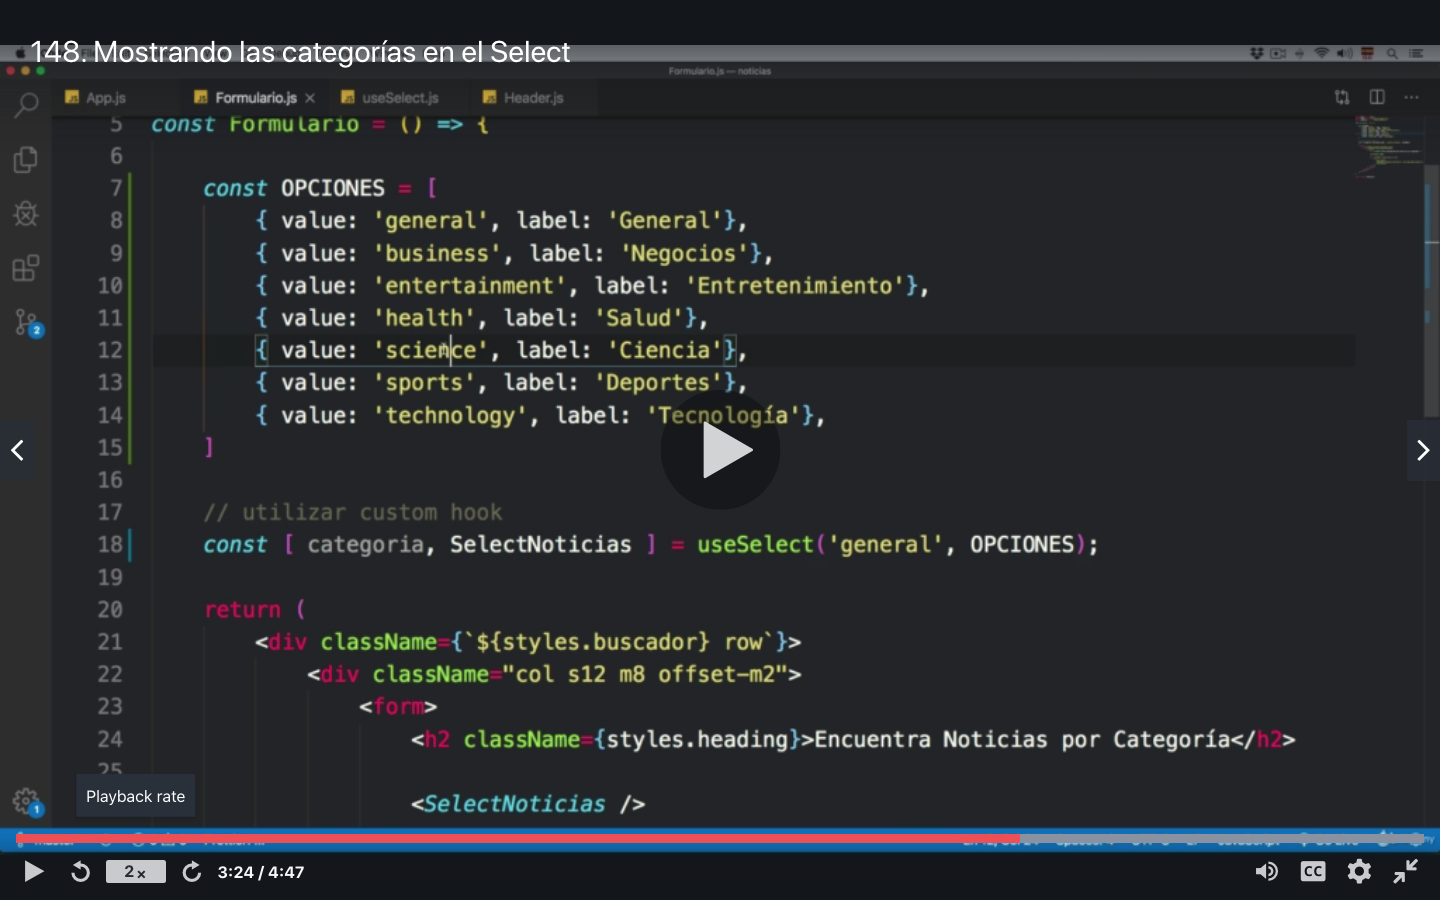 148. Mostrando las categorías en el Select
Formulario.js — noticias
App.js
Formulario.js
useSelect.js
Header.js
5 const Formulario = () => {
6
7 const OPCIONES = [
8 { value: 'general', label: 'General'},
9 { value: 'business', label: 'Negocios'},
10 { value: 'entertainment', label: 'Entretenimiento'},
11 { value: 'health', label: 'Salud'},
12 { value: 'science', label: 'Ciencia'},
13 { value: 'sports', label: 'Deportes'},
14 { value: 'technology', label: 'Tecnología'},
15 ]
16
17 // utilizar custom hook
18 const [ categoria, SelectNoticias ] = useSelect('general', OPCIONES);
19
20 return (
21 <div className={`${styles.buscador} row`}>
22 <div className="col s12 m8 offset-m2">
23 <form>
24 <h2 className={styles.heading}>Encuentra Noticias por Categoría</h2>
25
<SelectNoticias />
2
1
Playback rate
2x
3:24 / 4:47
CC